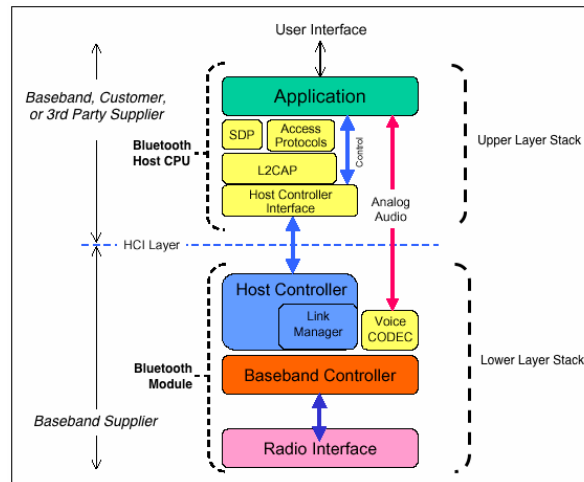 User Interface
Application
Baseband, Customer,
or 3rd Party Supplier
SDP
Access
Protocols
Control
Bluetooth
Host CPU
L2CAP
Host Controller
Interface
Upper Layer Stack
Analog
Audio
HCI Layer
Host Controller
Link
Manager
Voice
CODEC
Bluetooth
Module
Baseband Controller
Lower Layer Stack
Baseband Supplier
Radio Interface